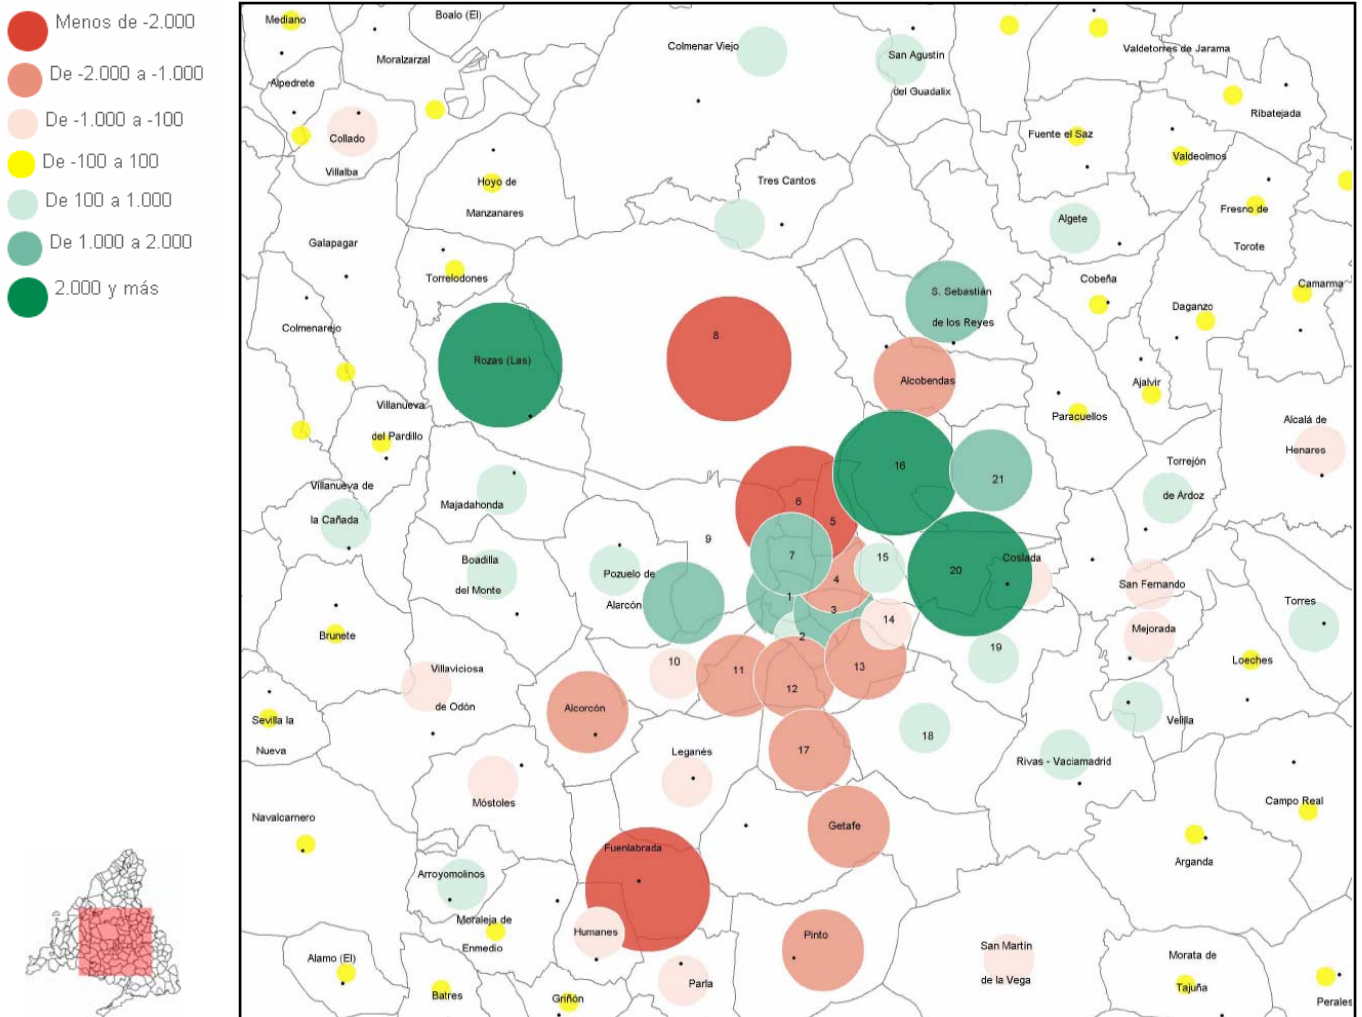 Menos de -2.000
De -2.000 a -1.000
De -1.000 a -100
De -100 a 100
De 100 a 1.000
De 1.000 a 2.000
2.000 y más
Mediano
Boalo (El)
Moralzarzal
Alpedrete
Collado
Villalba
Colmenar Viejo
San Agustín
del Guadalix
Valdetorres de Jarama
Ribatejada
Fuente el Saz
Valdeolmos
Hoyo de
Manzanares
Tres Cantos
Algete
Fresno de
Torote
Galapagar
Torrelodones
Cobeña
Camarma
Daganzo
S. Sebastián
de los Reyes
Colmenarejo
Rozas (Las)
8
Alcobendas
Ajalvir
Paracuellos
Villanueva
del Pardillo
Alcalá de
Henares
16
21
Torrejón
de Ardoz
Villanueva de
la Cañada
Majadahonda
6
5
9
7
15
4
20
Coslada
Boadilla
del Monte
Pozuelo de
Alarcón
San Fernando
1
3
14
2
Torres
Mejorada
Brunete
19
10
11
12
13
Loeches
Villaviciosa
de Odón
Alcorcón
Sevilla la
Nueva
18
Velilla
17
Leganés
Rivas - Vaciamadrid
Móstoles
Campo Real
Navalcarnero
Getafe
Fuenlabrada
Arganda
Arroyomolinos
Moraleja de
Enmedio
Humanes
Pinto
San Martín
de la Vega
Alamo (El)
Morata de
Tajuña
Parla
Batres
Griñón
Perales